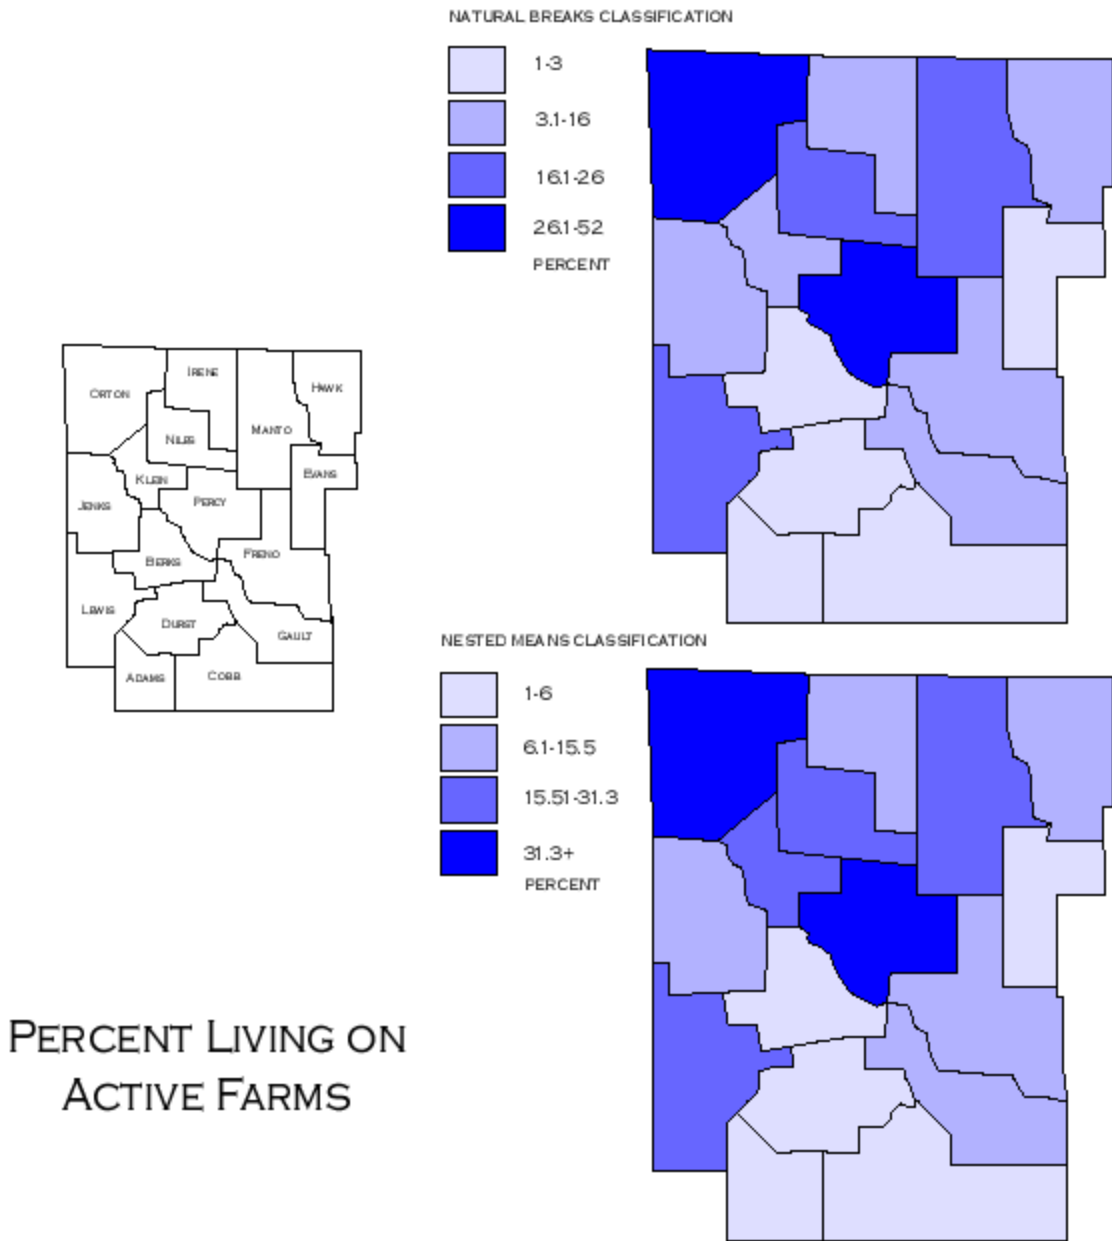 NATURAL BREAKS CLASSIFICATION
1-3
3.1-16
16.1-26
26.1-52
PERCENT
IRENE
ORTON
HAWK
MANTO
NILES
KLEIN
EVANS
JENKS
PERCY
BERKS
FRENO
LEWIS
DURST
GAULT
ADAMS
COBB
NESTED MEANS CLASSIFICATION
1-6
6.1-15.5
15.51-31.3
31.3+
PERCENT
PERCENT LIVING ON
ACTIVE FARMS